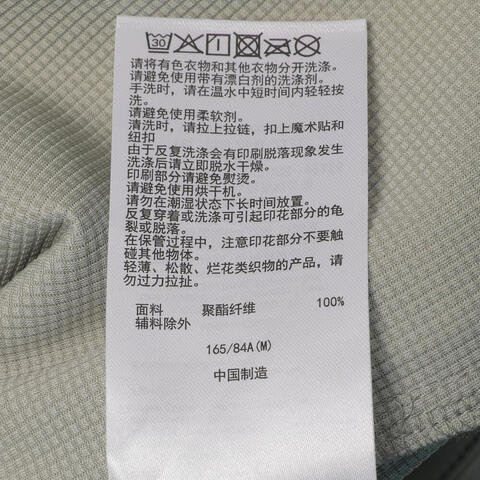 30
请将有色衣物和其他衣物分开洗涤.
请避免使用带有漂白剂的洗涤剂.
手洗时, 请在温水中短时间内轻轻按
洗.
请避免使用柔软剂.
清洗时, 请拉上拉链, 扣上魔术贴和
纽扣
由于反复洗涤会有印刷脱落现象发生
洗涤后请立即脱水干燥.
印刷部分请避免熨烫.
请避免使用烘干机.
请勿在潮湿状态下长时间放置.
反复穿着或洗涤可引起印花部分的龟
裂或脱落.
在保管过程中, 注意印花部分不要触
碰其他物体.
轻薄、松散、烂花类织物的产品, 请
勿过力拉扯.
面料 聚酯纤维 100%
辅料除外
165/84A(M)
中国制造